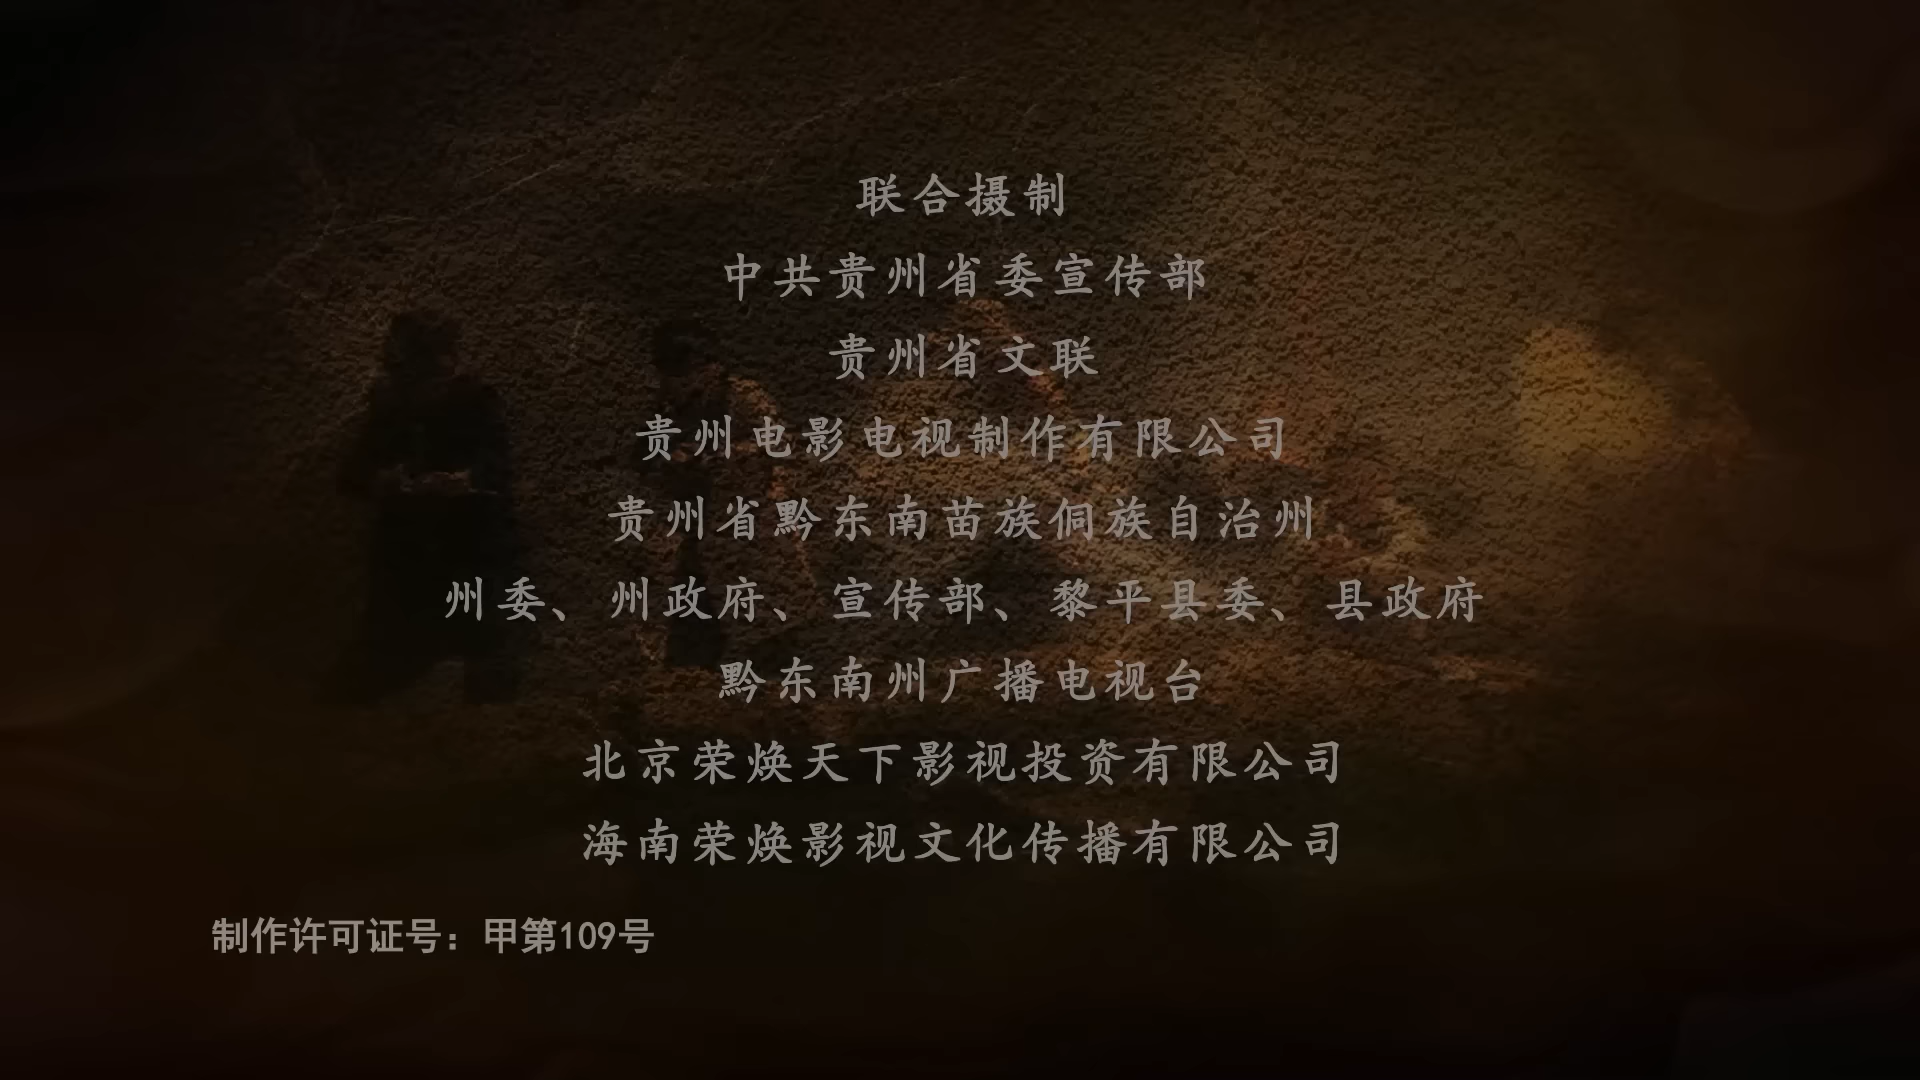 联合摄制
中共贵州省委宣传部
贵州省文联
贵州电影电视制作有限公司
贵州省黔东南苗族侗族自治州
州委、州政府、宣传部、黎平县委、县政府
黔东南州广播电视台
北京荣焕天下影视投资有限公司
海南荣焕影视文化传播有限公司
制作许可证号：甲第109号